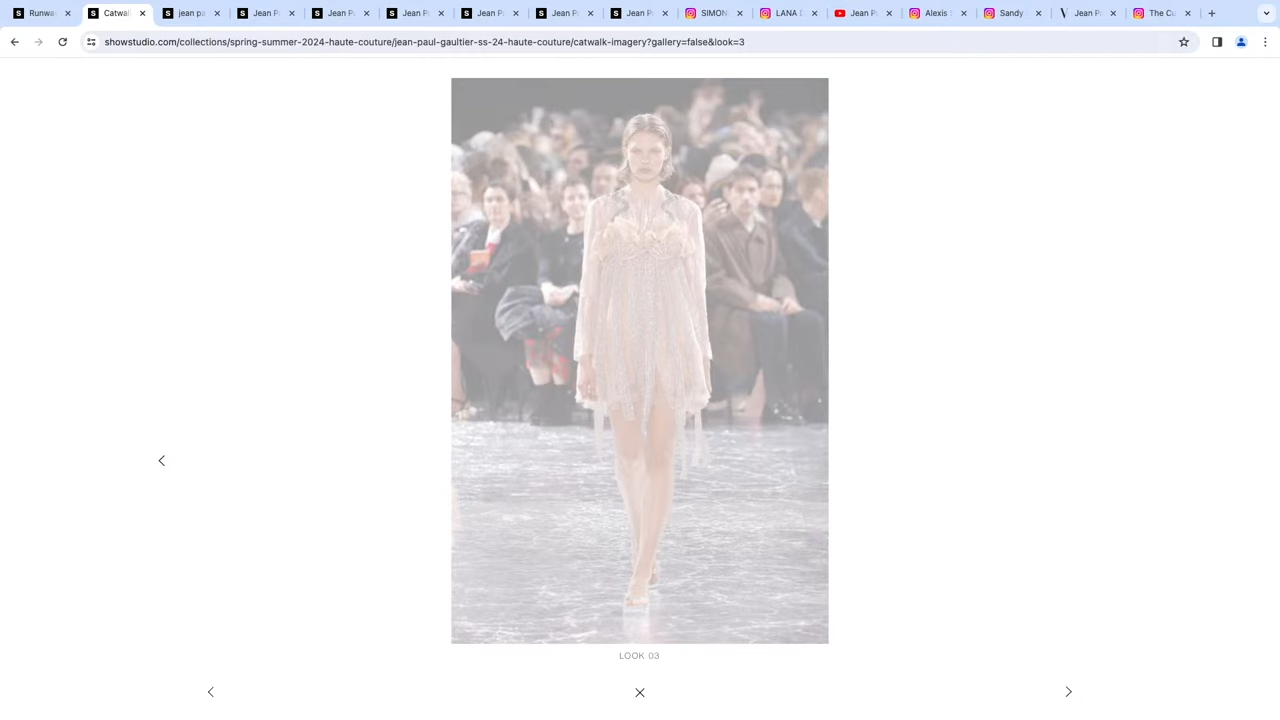 Runwa
Catwal
jean pa
Jean P
Jean P
Jean P
Jean P
Jean P
Jean P
SIMON
LANA
Jean P
Alexis
Sandy
Jean P
The Cu
showstudio.com/collections/spring-summer-2024-haute-couture/jean-paul-gaultier-ss-24-haute-couture/catwalk-imagery?gallery=false&look=3
LOOK 03